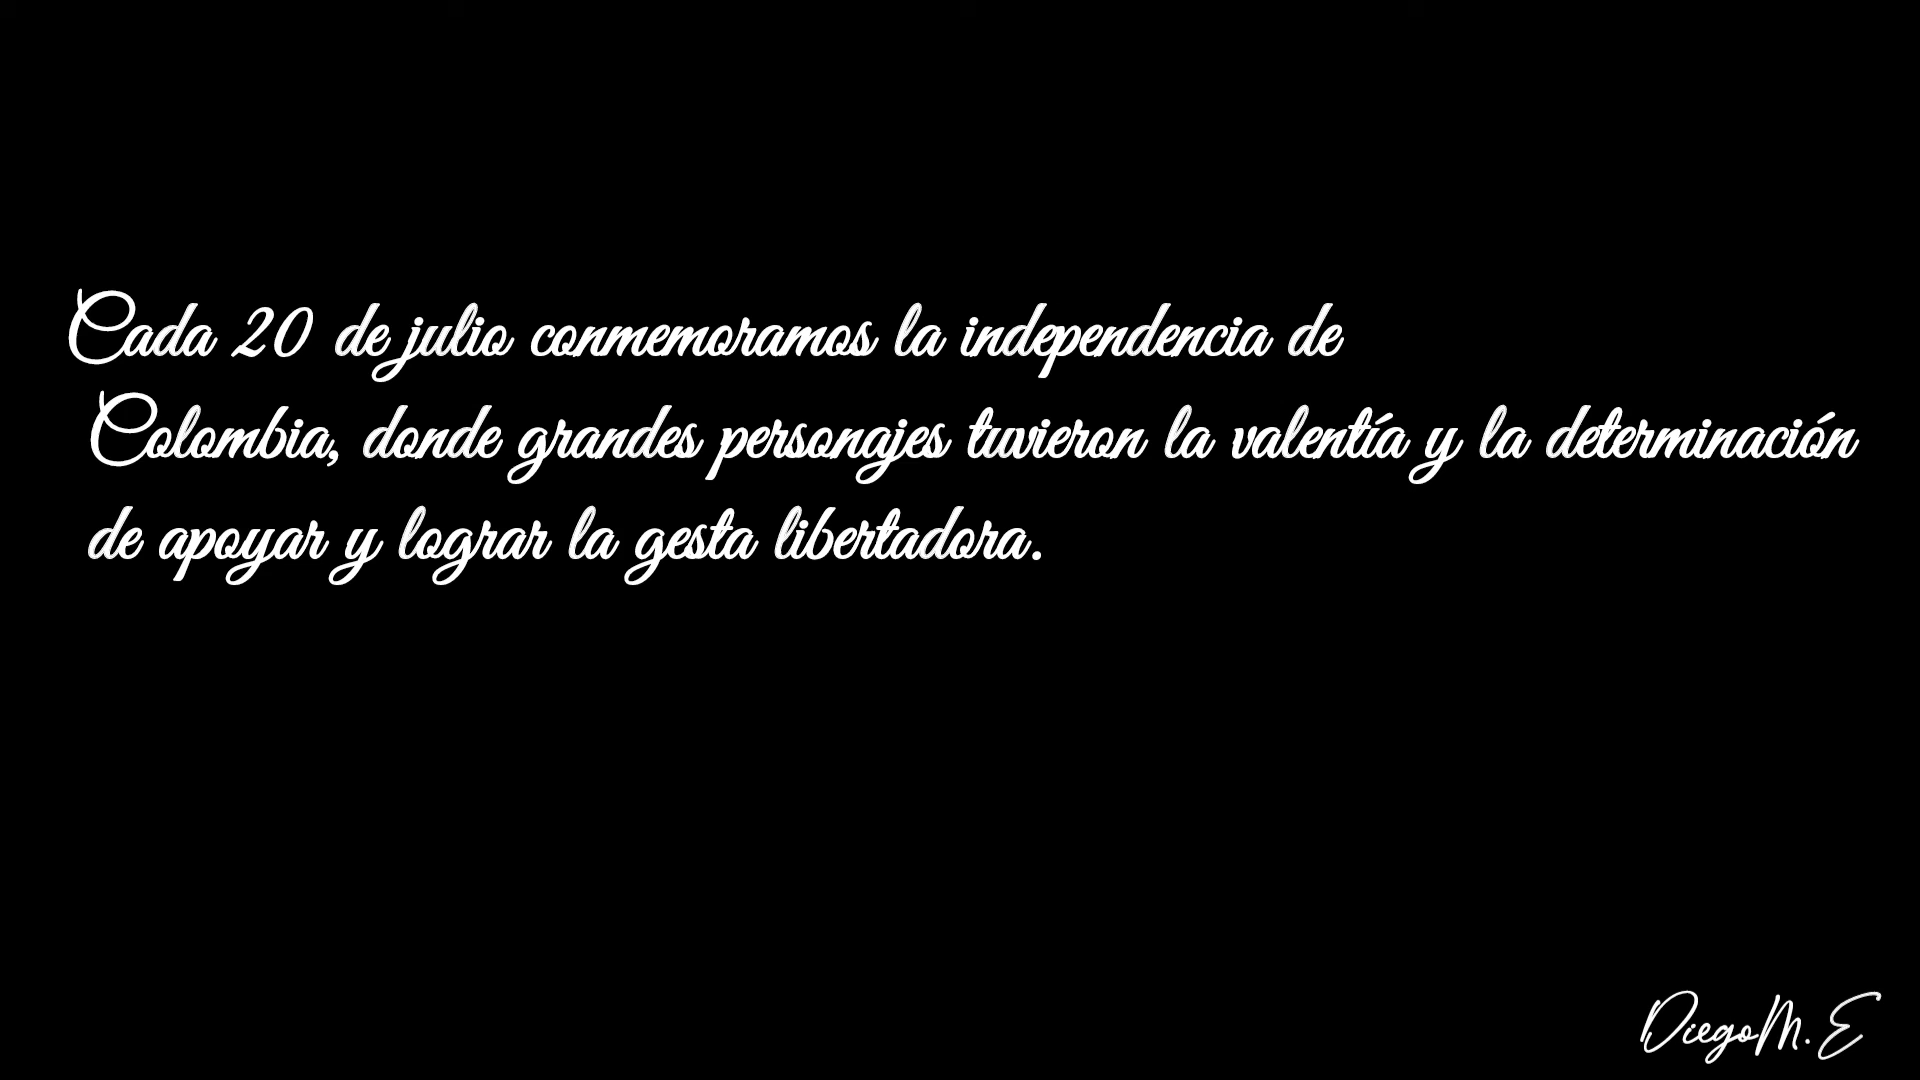 Cada 20 de julio conmemoramos la independencia de
Colombia, donde grandes personajes tuvieron la valentía y la determinación
de apoyar y lograr la gesta libertadora.
DiegoM.E